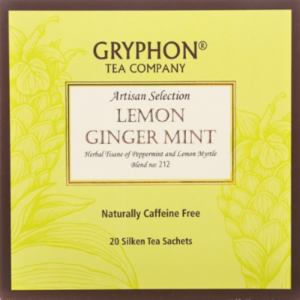 GRYPHON®
TEA COMPANY
Artisan Selection
LEMON
GINGER MINT
Herbal Tisane of Peppermint and Lemon Myrtle
Blend no: 212
Naturally Caffeine Free
20 Silken Tea Sachets